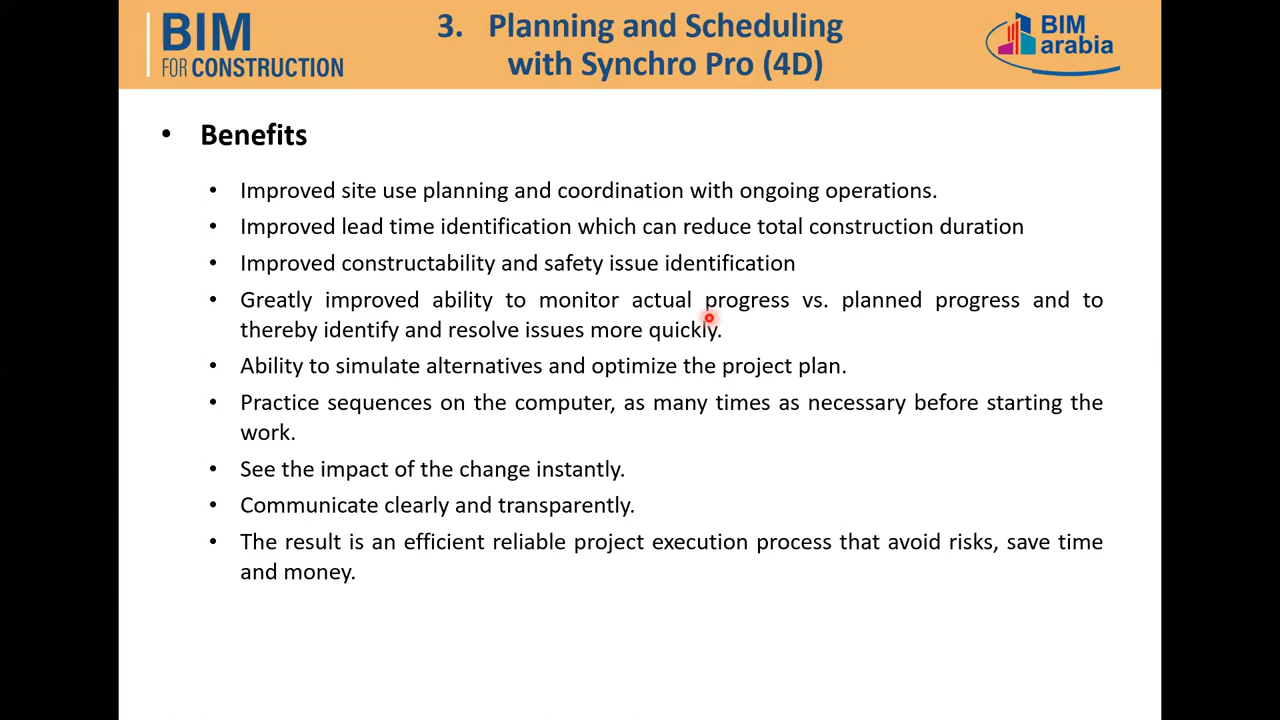 BIM
FOR CONSTRUCTION
3. Planning and Scheduling
with Synchro Pro (4D)
BIM
arabia
• Benefits
• Improved site use planning and coordination with ongoing operations.
• Improved lead time identification which can reduce total construction duration
• Improved constructability and safety issue identification
• Greatly improved ability to monitor actual progress vs. planned progress and to
thereby identify and resolve issues more quickly.
• Ability to simulate alternatives and optimize the project plan.
• Practice sequences on the computer, as many times as necessary before starting the
work.
• See the impact of the change instantly.
• Communicate clearly and transparently.
• The result is an efficient reliable project execution process that avoid risks, save time
and money.